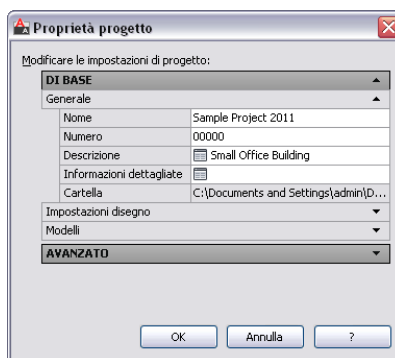 Proprietà progetto
Modificare le impostazioni di progetto:
DI BASE
Generale
Nome Sample Project 2011
Numero 00000
Descrizione Small Office Building
Informazioni dettagliate
Cartella C:\Documents and Settings\admin\D...
Impostazioni disegno
Modelli
AVANZATO
OK Annulla ?